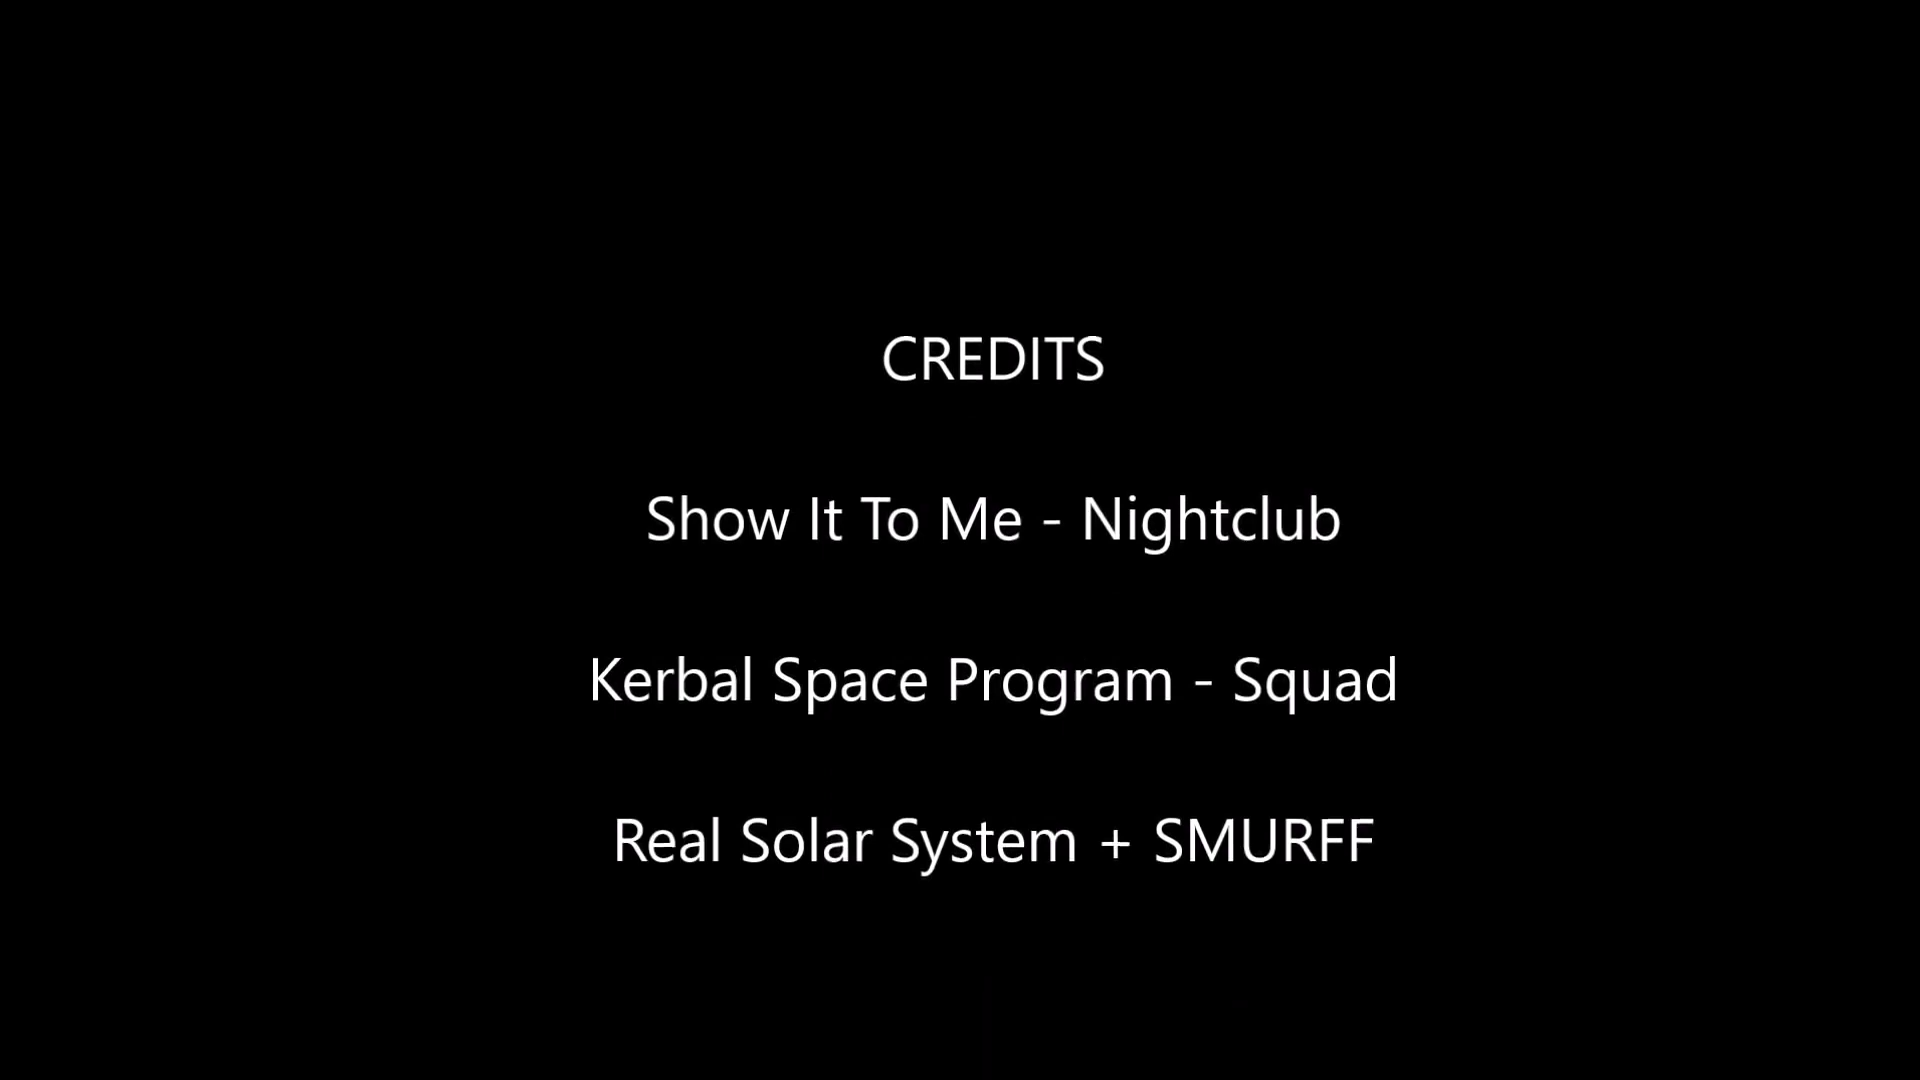 CREDITS
Show It To Me - Nightclub
Kerbal Space Program - Squad
Real Solar System + SMURFF